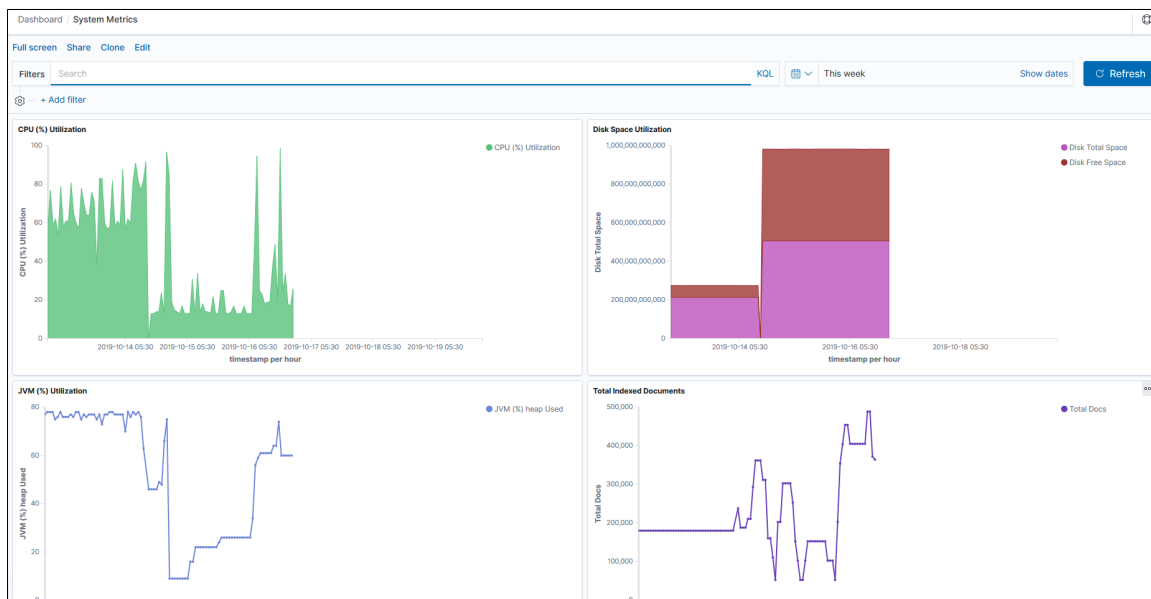 Dashboard / System Metrics
Full screen Share Clone Edit
Filters Search KQL This week Show dates Refresh
+ Add filter
CPU (%) Utilization
100
80
60
40
20
0
CPU (%) Utilization
2019-10-14 05:30 2019-10-15 05:30 2019-10-16 05:30 2019-10-17 05:30 2019-10-18 05:30 2019-10-19 05:30
timestamp per hour
CPU (%) Utilization
Disk Space Utilization
1,000,000,000,000
800,000,000,000
600,000,000,000
400,000,000,000
200,000,000,000
0
Disk Total Space
2019-10-14 05:30 2019-10-16 05:30 2019-10-18 05:30
timestamp per hour
Disk Total Space
Disk Free Space
JVM (%) Utilization
80
60
40
20
0
JVM (%) heap Used
JVM (%) heap Used
Total Indexed Documents
500,000
400,000
300,000
200,000
100,000
0
Total Docs
Total Docs